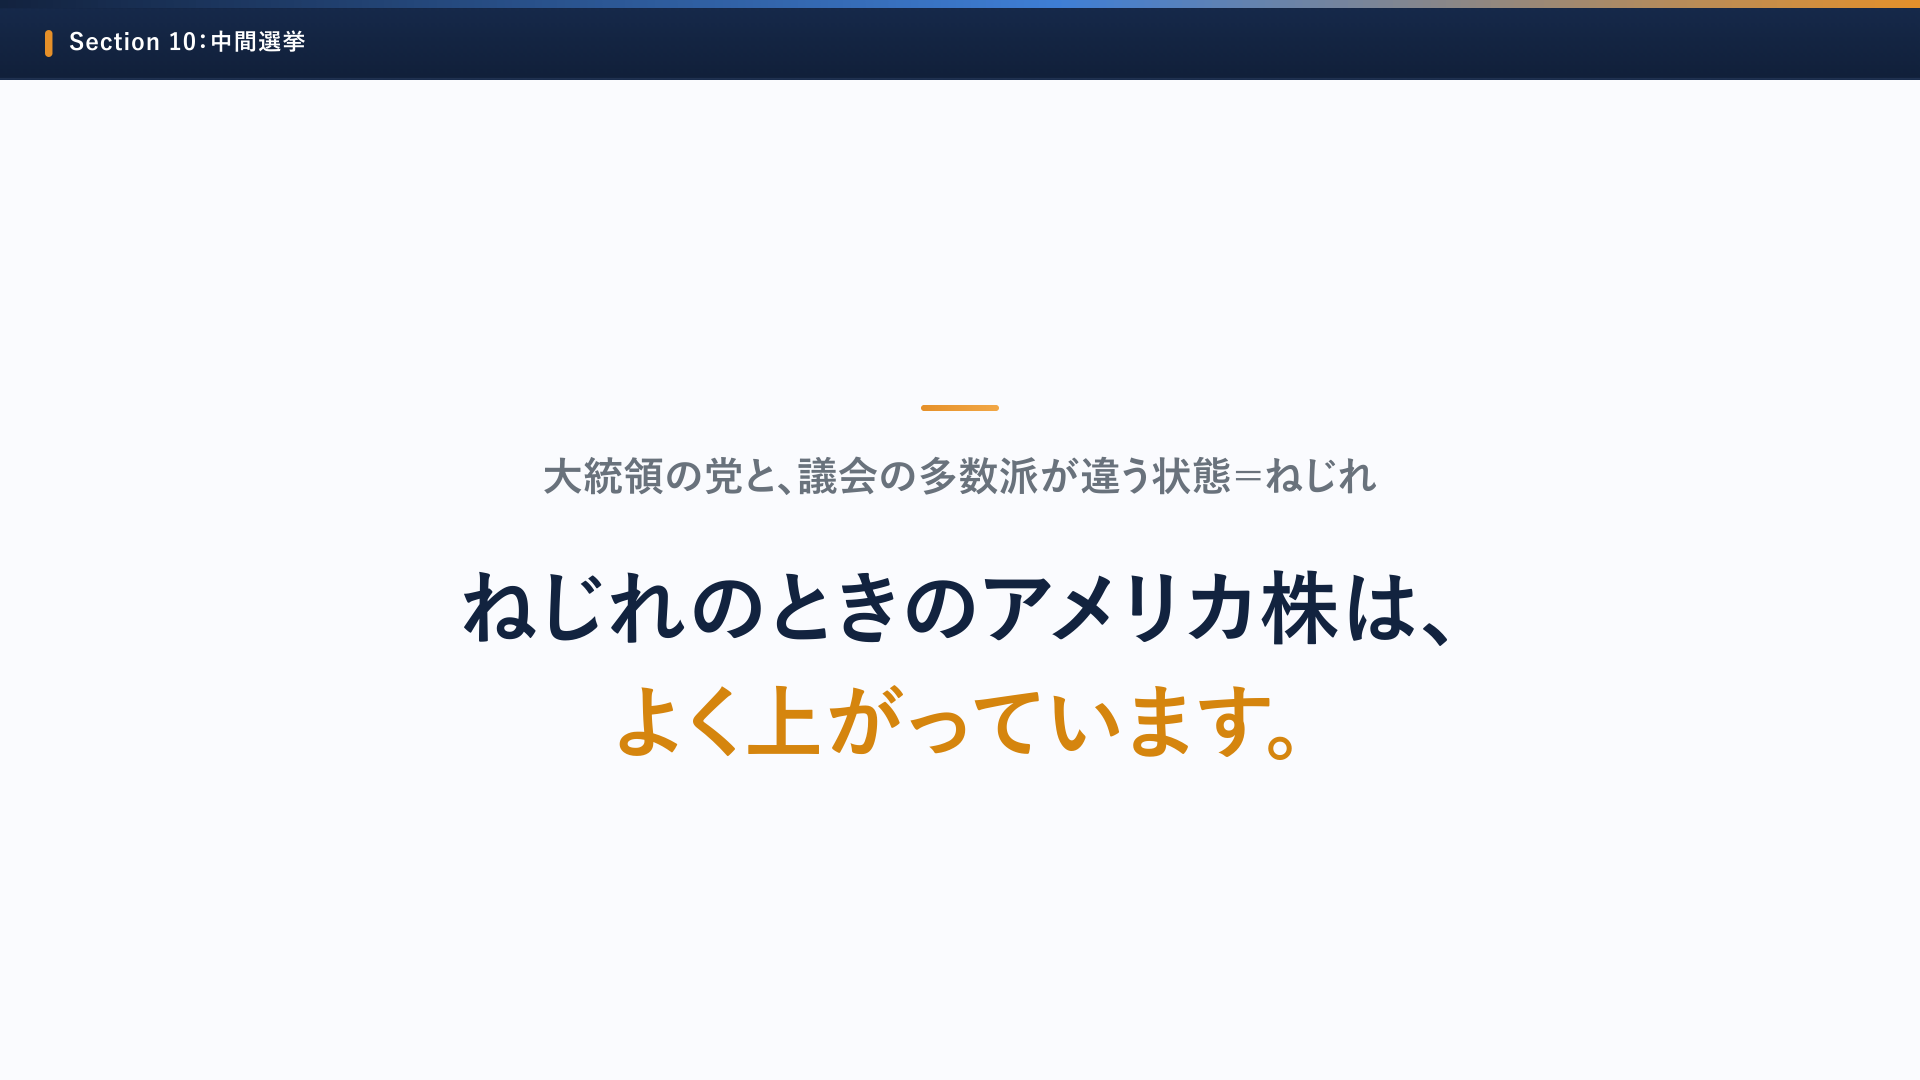 Section 10：中間選挙
大統領の党と、議会の多数派が違う状態＝ねじれ
ねじれのときのアメリカ株は、
よく上がっています。